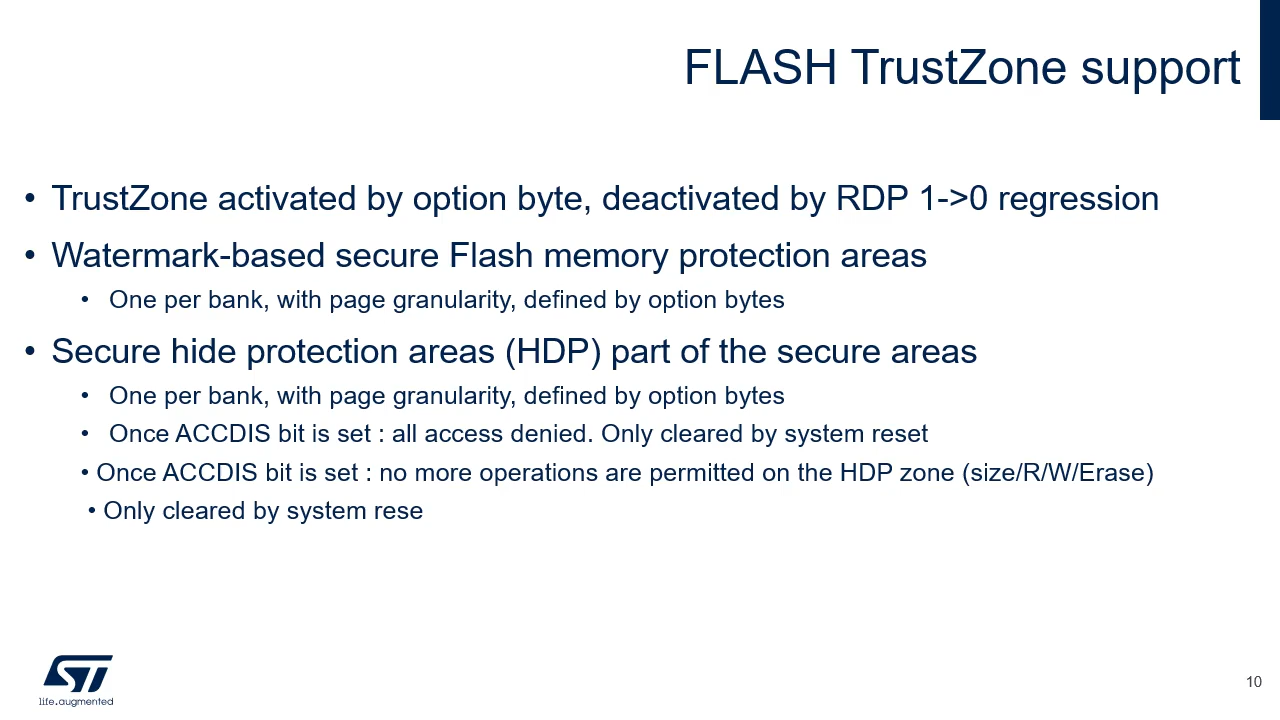 FLASH TrustZone support
• TrustZone activated by option byte, deactivated by RDP 1->0 regression
• Watermark-based secure Flash memory protection areas
• One per bank, with page granularity, defined by option bytes
• Secure hide protection areas (HDP) part of the secure areas
• One per bank, with page granularity, defined by option bytes
• Once ACCDIS bit is set : all access denied. Only cleared by system reset
• Once ACCDIS bit is set : no more operations are permitted on the HDP zone (size/R/W/Erase)
• Only cleared by system rese
ST
life.augmented
10